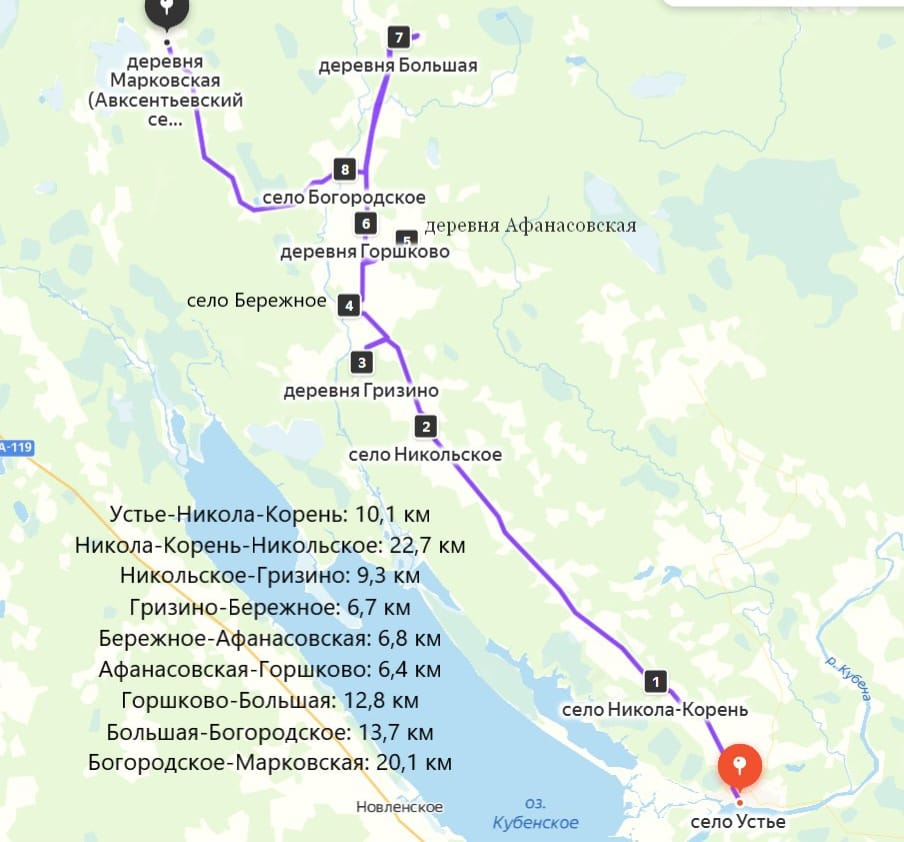 деревня
Марковская
(Авксентьевский
се...
7
деревня Большая
8
село Богородское
6
5
деревня Афанасовская
деревня Горшково
село Бережное
4
3
деревня Гризино
2
село Никольское
А-119
Устье-Никола-Корень: 10,1 км
Никола-Корень-Никольское: 22,7 км
Никольское-Гризино: 9,3 км
Гризино-Бережное: 6,7 км
Бережное-Афанасовская: 6,8 км
Афанасовская-Горшково: 6,4 км
Горшково-Большая: 12,8 км
Большая-Богородское: 13,7 км
Богородское-Марковская: 20,1 км
р. Кубена
1
село Никола-Корень
Новленское
оз.
Кубенское
село Устье